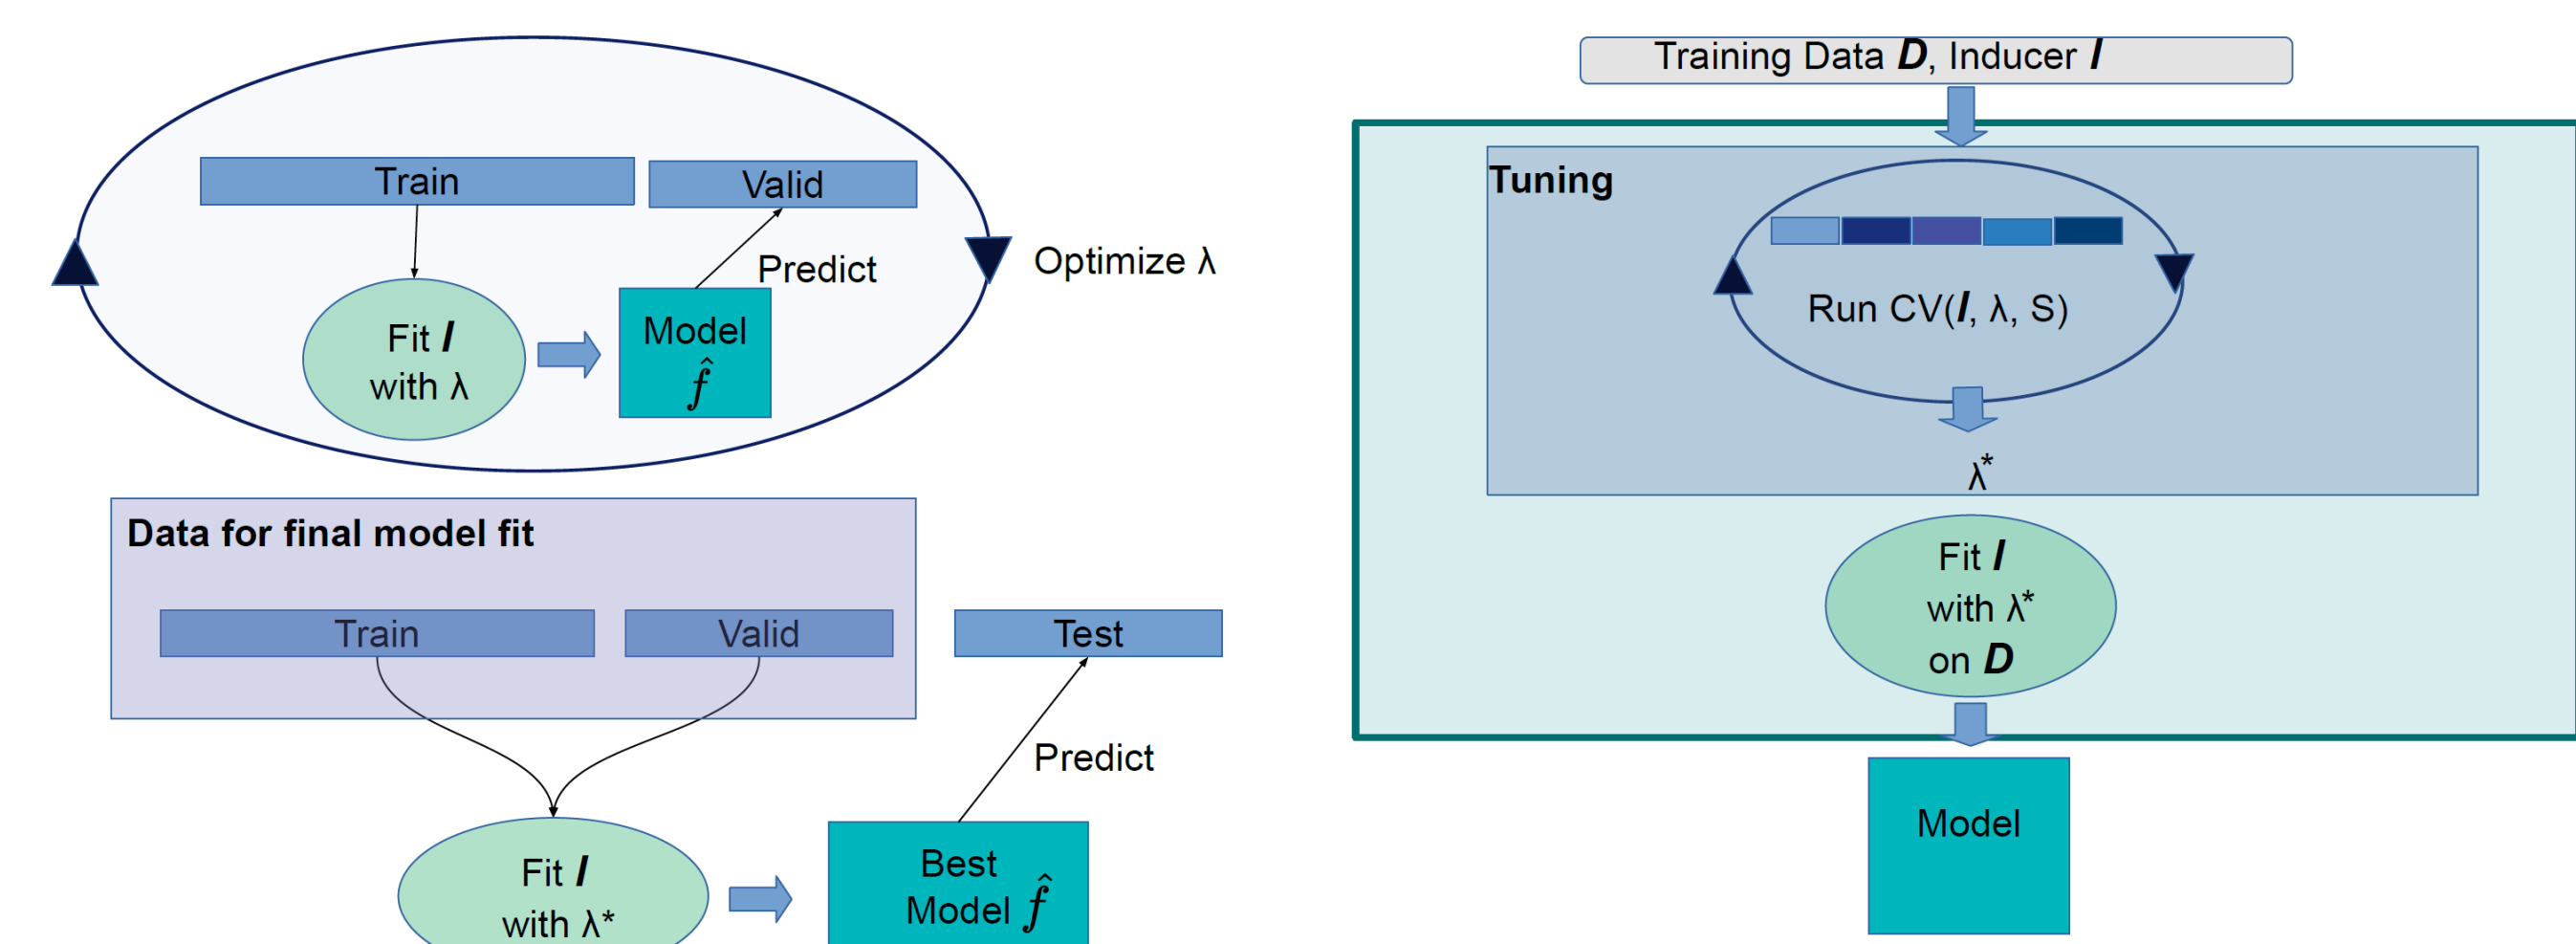 Train
Valid
Predict
Optimize λ
Fit I
with λ
Model
f̂
Data for final model fit
Train
Valid
Test
Predict
Fit I
with λ*
Best
Model f̂
Training Data D, Inducer I
Tuning
Run CV(I, λ, S)
λ*
Fit I
with λ*
on D
Model